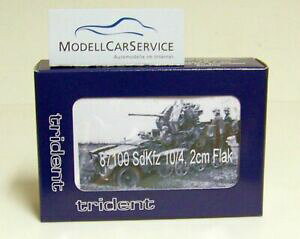 MODELLCARSERVICE
Automodelle im Internet
87100 SdKfz 10/4, 2cm Flak
trident
trident